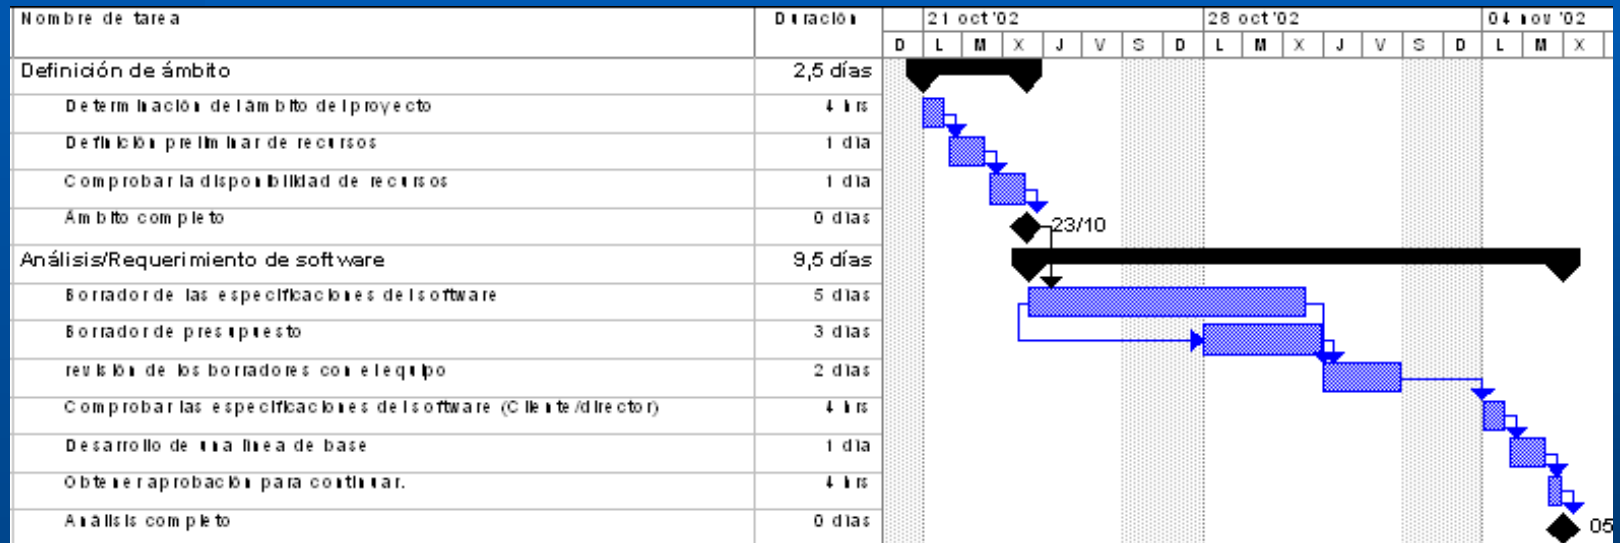 Nombre de tarea Duración 21 oct '02 28 oct '02 04 nov '02
D L M X J V S D L M X J V S D L M X
Definición de ámbito 2,5 días
Determinación del ámbito del proyecto 4 hrs
Definición preliminar de recursos 1 día
Comprobar la disponibilidad de recursos 1 día
Ámbito completo 0 días 23/10
Análisis/Requerimiento de software 9,5 días
Borrador de las especificaciones del software 5 días
Borrador de presupuesto 3 días
revisión de los borradores con el equipo 2 días
Comprobar las especificaciones del software (Cliente/director) 4 hrs
Desarrollo de una línea de base 1 día
Obtener aprobación para continuar. 4 hrs
Análisis completo 0 días 05